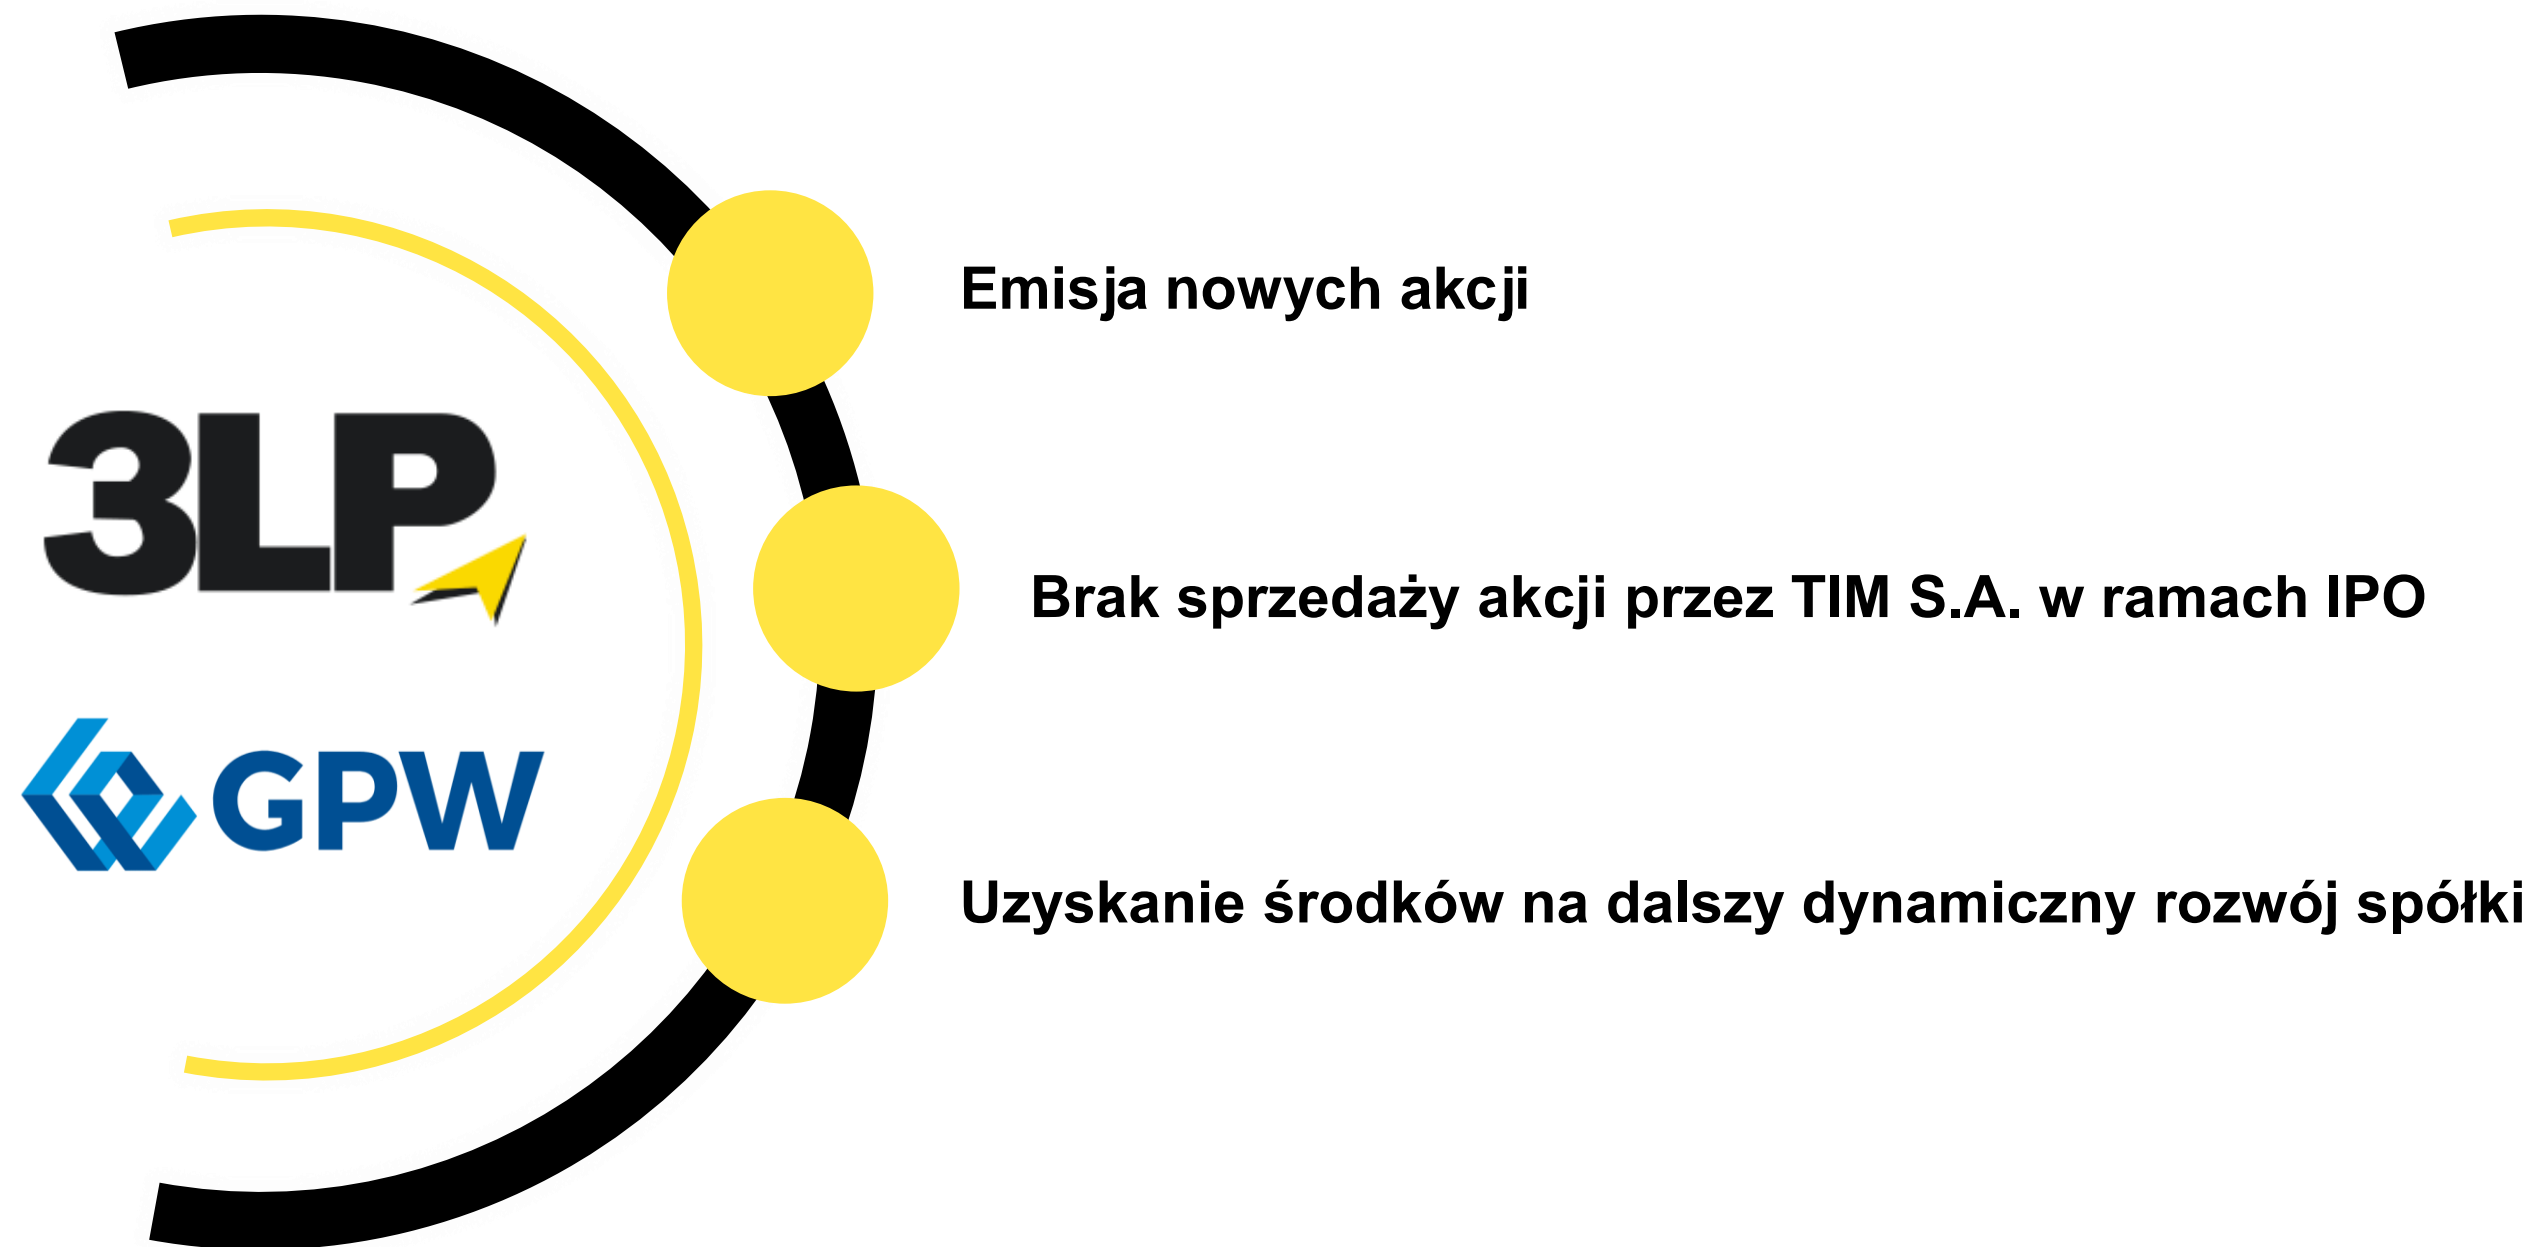 Emisja nowych akcji
3LP
Brak sprzedaży akcji przez TIM S.A. w ramach IPO
GPW
Uzyskanie środków na dalszy dynamiczny rozwój spółki